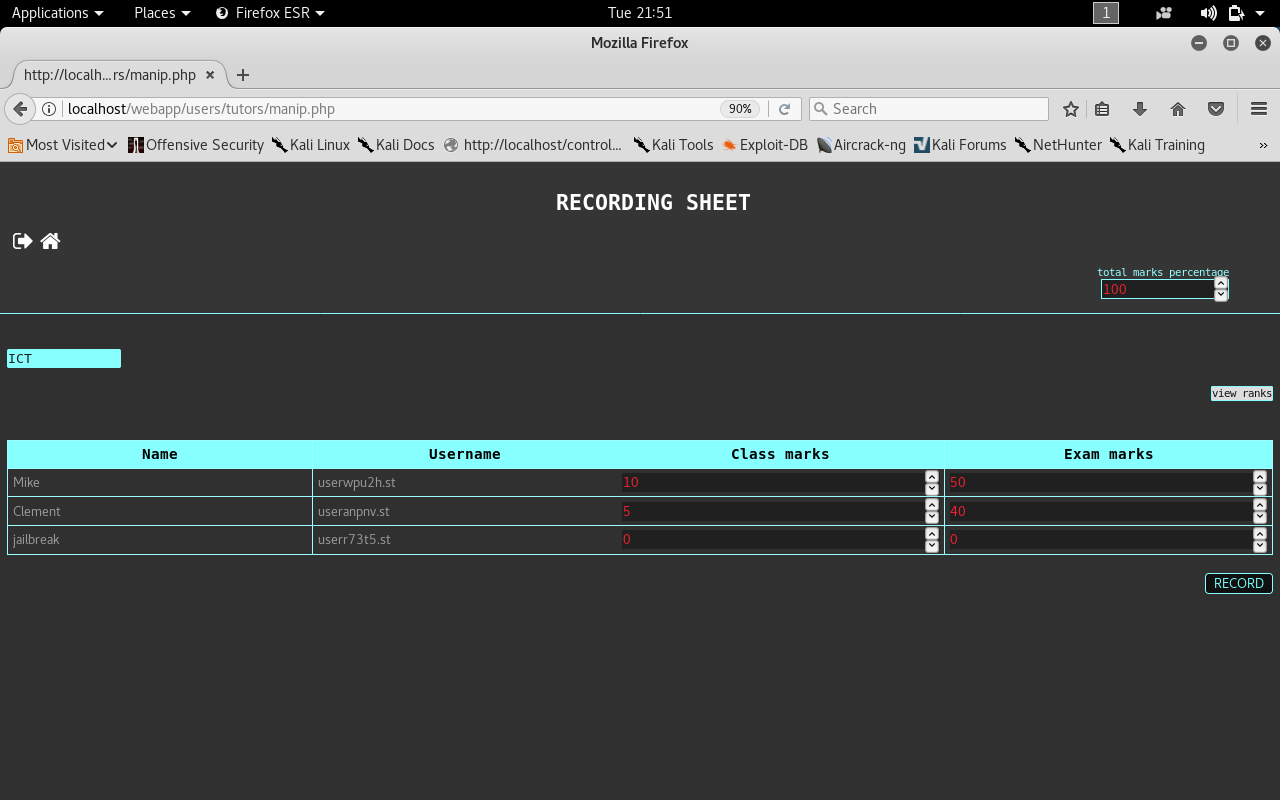 Applications Places Firefox ESR Tue 21:51 1
Mozilla Firefox
http://localh...rs/manip.php
localhost/webapp/users/tutors/manip.php 90% Search
Most Visited Offensive Security Kali Linux Kali Docs http://localhost/control... Kali Tools Exploit-DB Aircrack-ng Kali Forums NetHunter Kali Training »
RECORDING SHEET
total marks percentage
100
ICT
view ranks
Name Username Class marks Exam marks
Mike userwpu2h.st 10 50
Clement useranpnv.st 5 40
jailbreak userr73t5.st 0 0
RECORD